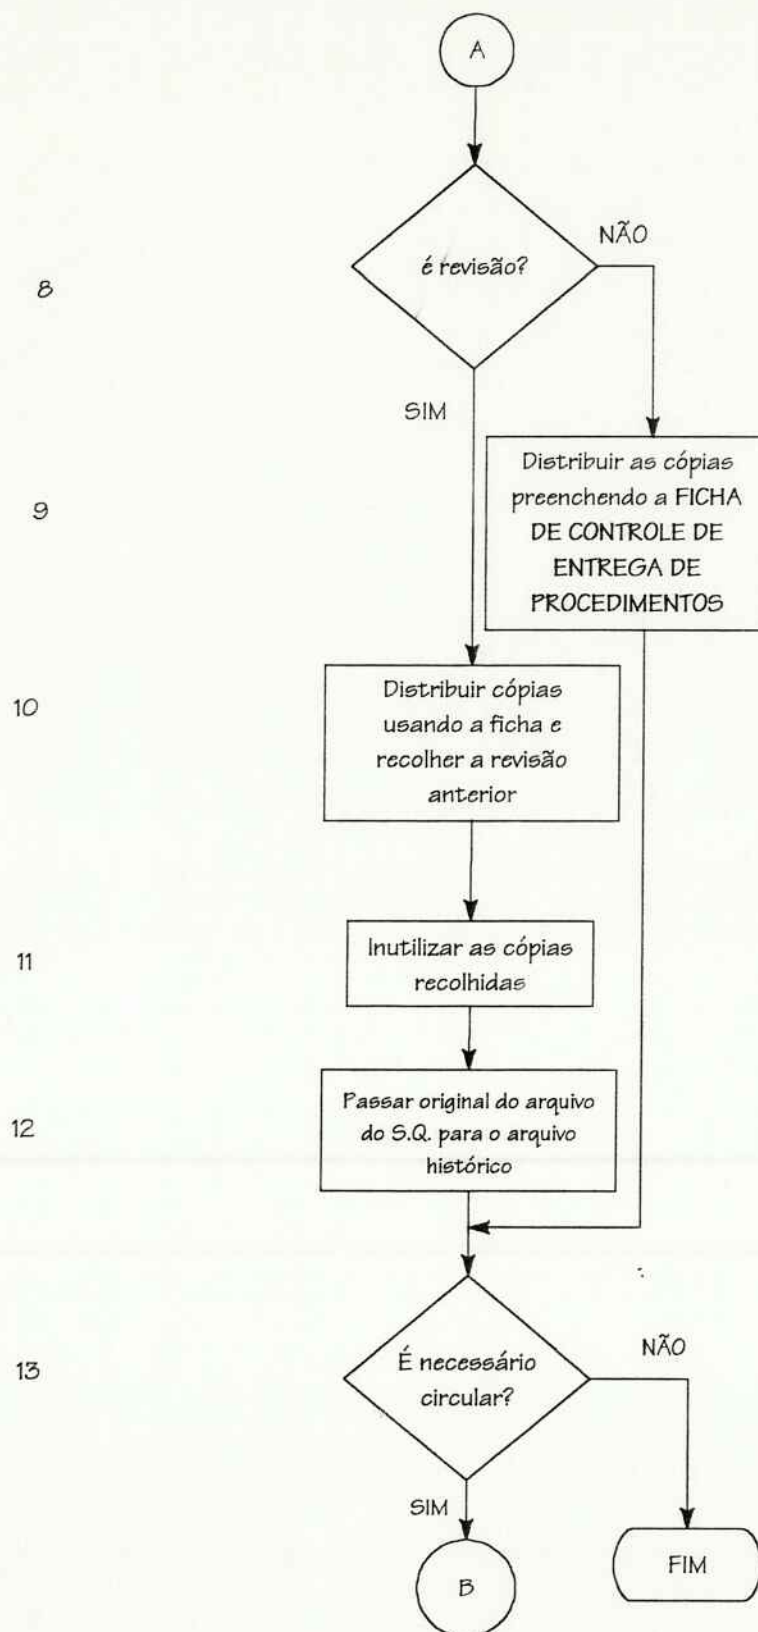 A
é revisão?
NÃO
8
SIM
9
Distribuir as cópias
preenchendo a FICHA
DE CONTROLE DE
ENTREGA DE
PROCEDIMENTOS
10
Distribuir cópias
usando a ficha e
recolher a revisão
anterior
11
Inutilizar as cópias
recolhidas
12
Passar original do arquivo
do S.Q. para o arquivo
histórico
13
É necessário
circular?
NÃO
SIM
B
FIM